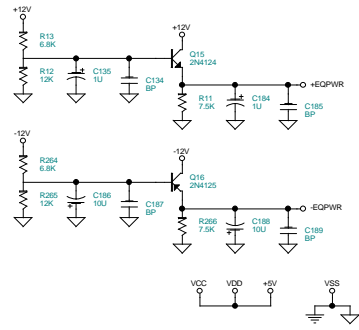 +12V
+12V
R13
6.8K
Q15
2N4124
R12
12K
C135
1U
C134
BP
+EQPWR
R11
7.5K
C184
1U
C185
BP
-12V
-12V
R264
6.8K
Q16
2N4125
R265
12K
C186
10U
C187
BP
-EQPWR
R266
7.5K
C188
10U
C189
BP
VCC
VDD
+5V
VSS